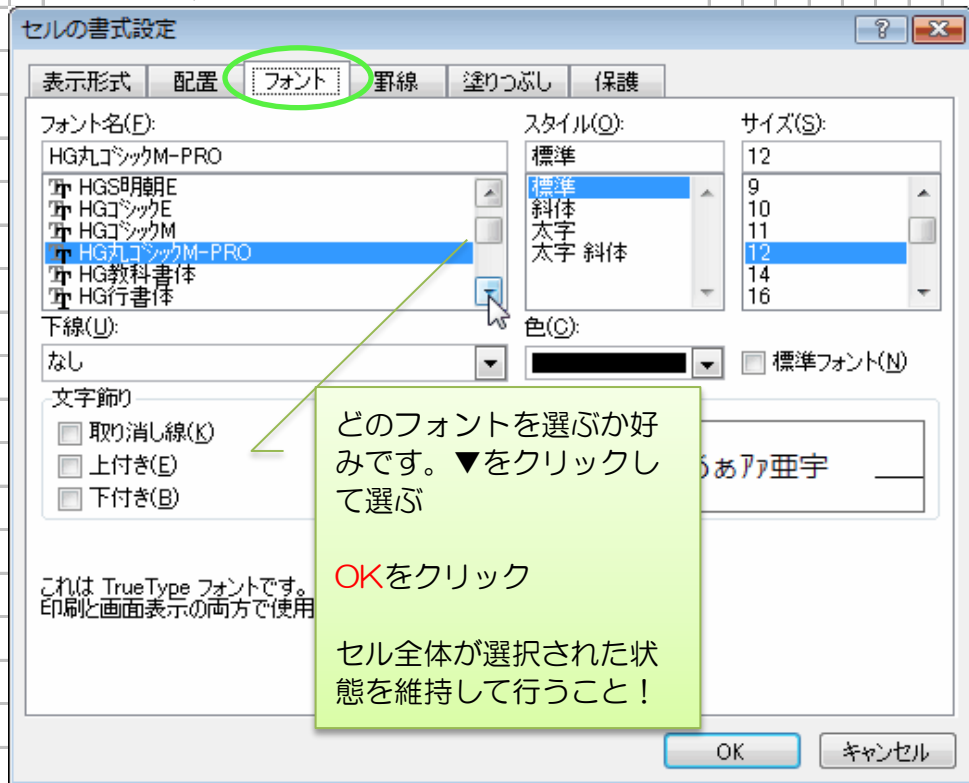 セルの書式設定
表示形式 配置 フォント 罫線 塗りつぶし 保護
フォント名(F): スタイル(O): サイズ(S):
HG丸ゴシックM-PRO 標準 12
HGS明朝E 標準 9
HGゴシックE 斜体 10
HGゴシックM 太字 11
HG丸ゴシックM-PRO 太字 斜体 12
HG教科書体 14
HG行書体 16
下線(U): 色(C):
なし 標準フォント(N)
文字飾り
取り消し線(K)
上付き(E)
下付き(B)
ぁアァ亜宇
これは TrueType フォントです。
印刷と画面表示の両方で使用
どのフォントを選ぶか好
みです。▼をクリックし
て選ぶ
OKをクリック
セル全体が選択された状
態を維持して行うこと！
OK キャンセル